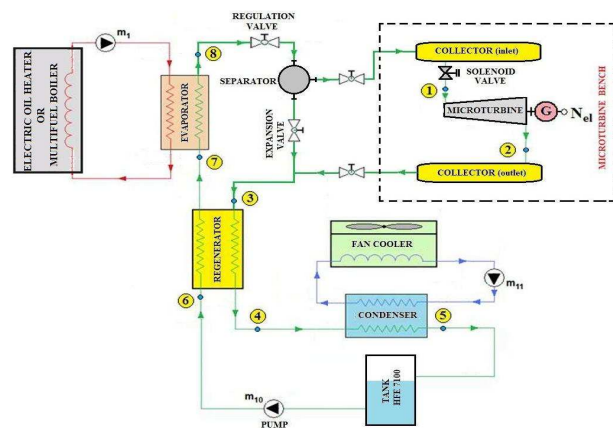 REGULATION
VALVE
m1
8
ELECTRIC OIL HEATER
OR
MULTIFUEL BOILER
EVAPORATOR
SEPARATOR
EXPANSION
VALVE
7
COLLECTOR (inlet)
SOLENOID
VALVE
1
MICROTURBINE
G
Nel
2
COLLECTOR (outlet)
MICROTURBINE BENCH
3
REGENERATOR
6
4
FAN COOLER
m11
CONDENSER
5
TANK
HFE 7100
m10
PUMP